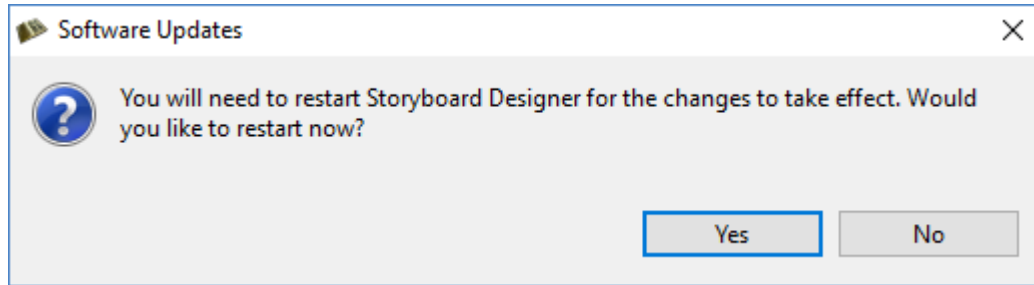 Software Updates
You will need to restart Storyboard Designer for the changes to take effect. Would
you like to restart now?
Yes
No